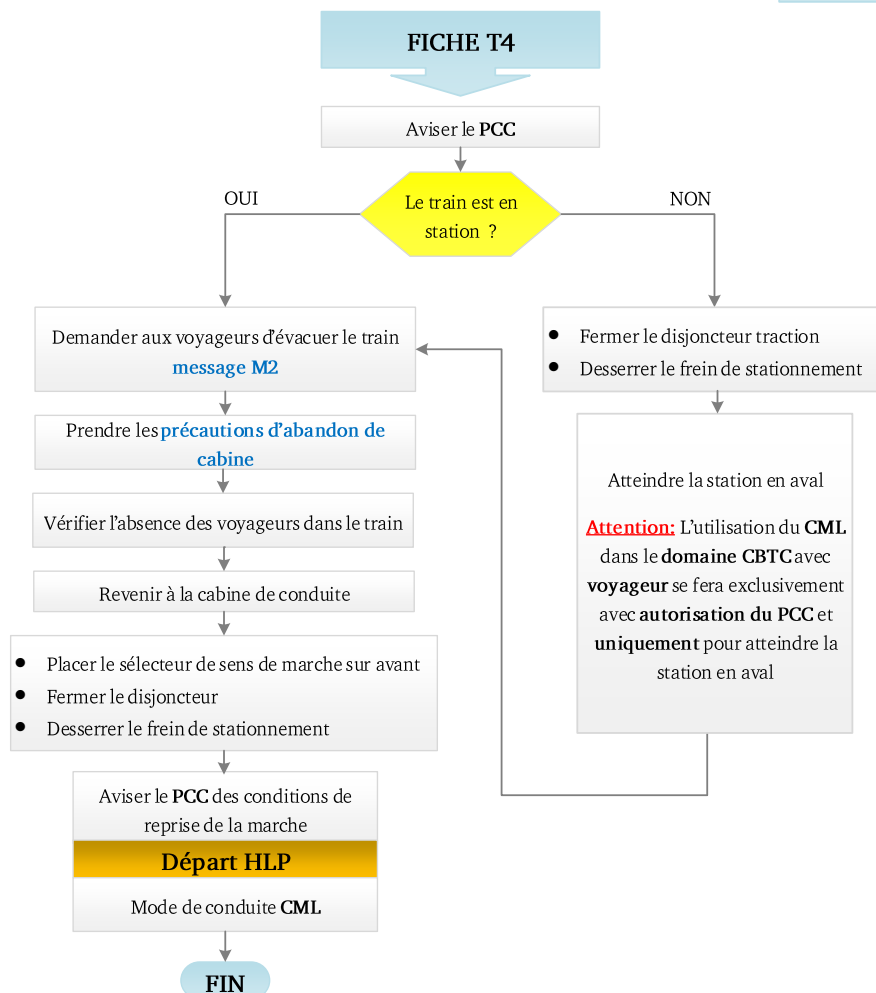 FICHE T4
Aviser le PCC
OUI
Le train est en
station ?
NON
Demander aux voyageurs d'évacuer le train
message M2
Prendre les précautions d'abandon de
cabine
Vérifier l'absence des voyageurs dans le train
Revenir à la cabine de conduite
• Placer le sélecteur de sens de marche sur avant
• Fermer le disjoncteur
• Desserrer le frein de stationnement
Aviser le PCC des conditions de
reprise de la marche
Départ HLP
Mode de conduite CML
FIN
• Fermer le disjoncteur traction
• Desserrer le frein de stationnement
Atteindre la station en aval
Attention: L'utilisation du CML
dans le domaine CBTC avec
voyageur se fera exclusivement
avec autorisation du PCC et
uniquement pour atteindre la
station en aval